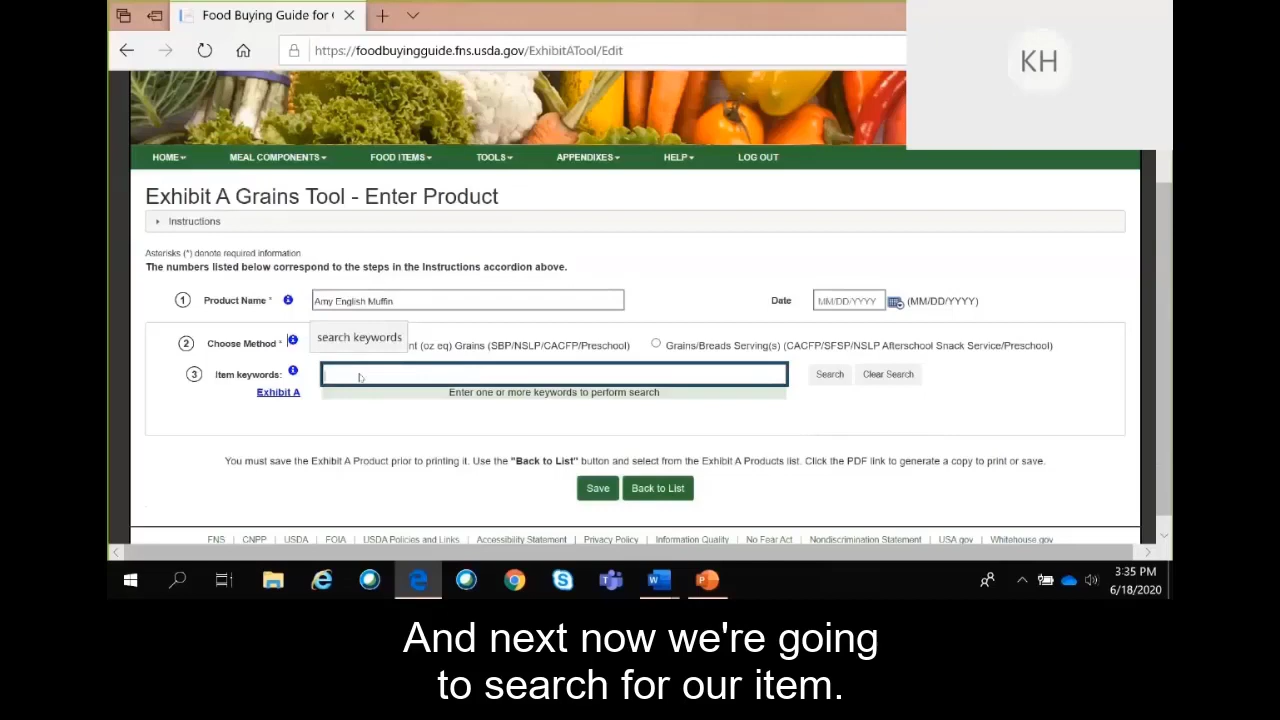 Food Buying Guide for
KH
https://foodbuyingguide.fns.usda.gov/ExhibitATool/Edit
HOME MEAL COMPONENTS FOOD ITEMS TOOLS APPENDIXES HELP LOG OUT
Exhibit A Grains Tool - Enter Product
Instructions
Asterisks (*) denote required information
The numbers listed below correspond to the steps in the Instructions accordion above.
1 Product Name * Amy English Muffin Date MM/DD/YYYY (MM/DD/YYYY)
search keywords
2 Choose Method * (oz eq) Grains (SBP/NSLP/CACFP/Preschool) Grains/Breads Serving(s) (CACFP/SFSP/NSLP Afterschool Snack Service/Preschool)
3 Item keywords: Search Clear Search
Exhibit A Enter one or more keywords to perform search
You must save the Exhibit A Product prior to printing it. Use the "Back to List" button and select from the Exhibit A Products list. Click the PDF link to generate a copy to print or save.
Save Back to List
FNS | CNPP | USDA | FOIA | USDA Policies and Links | Accessibility Statement | Privacy Policy | Information Quality | No Fear Act | Nondiscrimination Statement | USA.gov | Whitehouse.gov
3:35 PM
6/18/2020
And next now we're going
to search for our item.